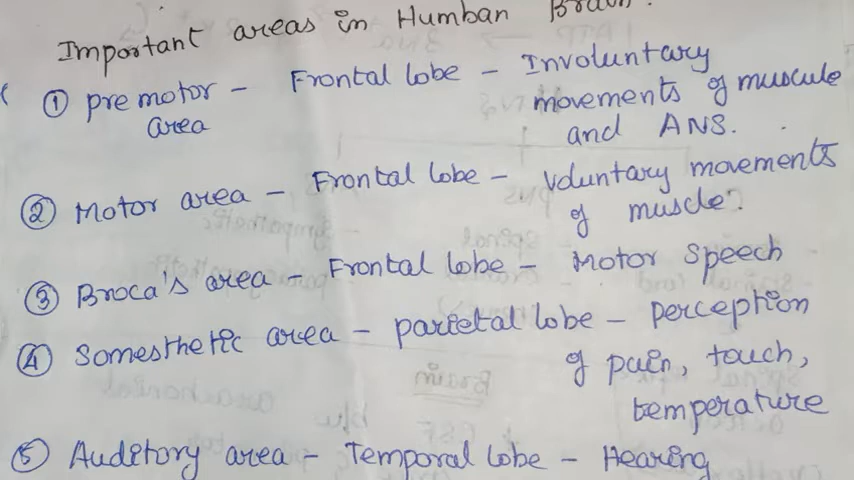 Important areas in Humban Brain.
① premotor - Frontal lobe - Involuntary
area movements of muscule
and ANS.
② Motor area - Frontal lobe - voluntary movements
of muscle.
③ Broca's area - Frontal lobe - Motor Speech
④ Somesthetic area - parietal lobe - perception
of pain, touch,
temperature
⑤ Auditory area - Temporal lobe - Hearing